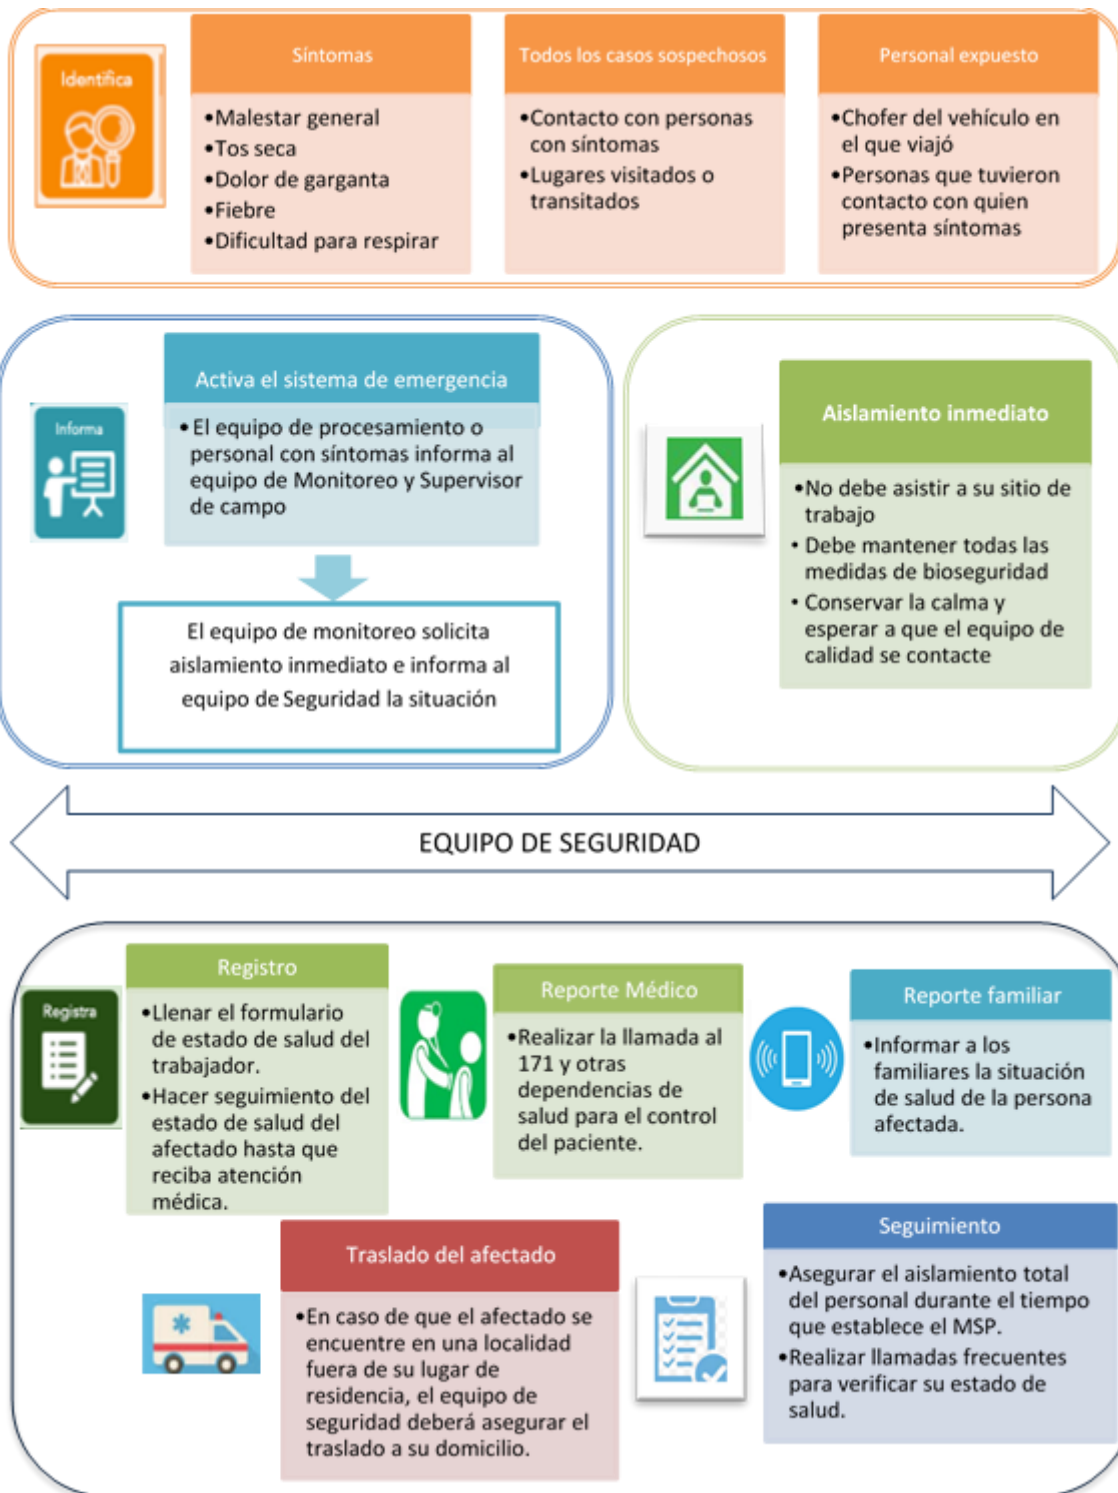 Identifica
Síntomas
•Malestar general
•Tos seca
•Dolor de garganta
•Fiebre
•Dificultad para respirar
Todos los casos sospechosos
•Contacto con personas
con síntomas
•Lugares visitados o
transitados
Personal expuesto
•Chofer del vehículo en
el que viajó
•Personas que tuvieron
contacto con quien
presenta síntomas
Informa
Activa el sistema de emergencia
• El equipo de procesamiento o
personal con síntomas informa al
equipo de Monitoreo y Supervisor
de campo
El equipo de monitoreo solicita
aislamiento inmediato e informa al
equipo de Seguridad la situación
Aislamiento inmediato
•No debe asistir a su sitio de
trabajo
• Debe mantener todas las
medidas de bioseguridad
• Conservar la calma y
esperar a que el equipo de
calidad se contacte
EQUIPO DE SEGURIDAD
Registra
Registro
•Llenar el formulario
de estado de salud del
trabajador.
•Hacer seguimiento del
estado de salud del
afectado hasta que
reciba atención
médica.
Reporte Médico
•Realizar la llamada al
171 y otras
dependencias de
salud para el control
del paciente.
Reporte familiar
•Informar a los
familiares la situación
de salud de la persona
afectada.
Traslado del afectado
•En caso de que el afectado se
encuentre en una localidad
fuera de su lugar de
residencia, el equipo de
seguridad deberá asegurar el
traslado a su domicilio.
Seguimiento
•Asegurar el aislamiento total
del personal durante el tiempo
que establece el MSP.
•Realizar llamadas frecuentes
para verificar su estado de
salud.